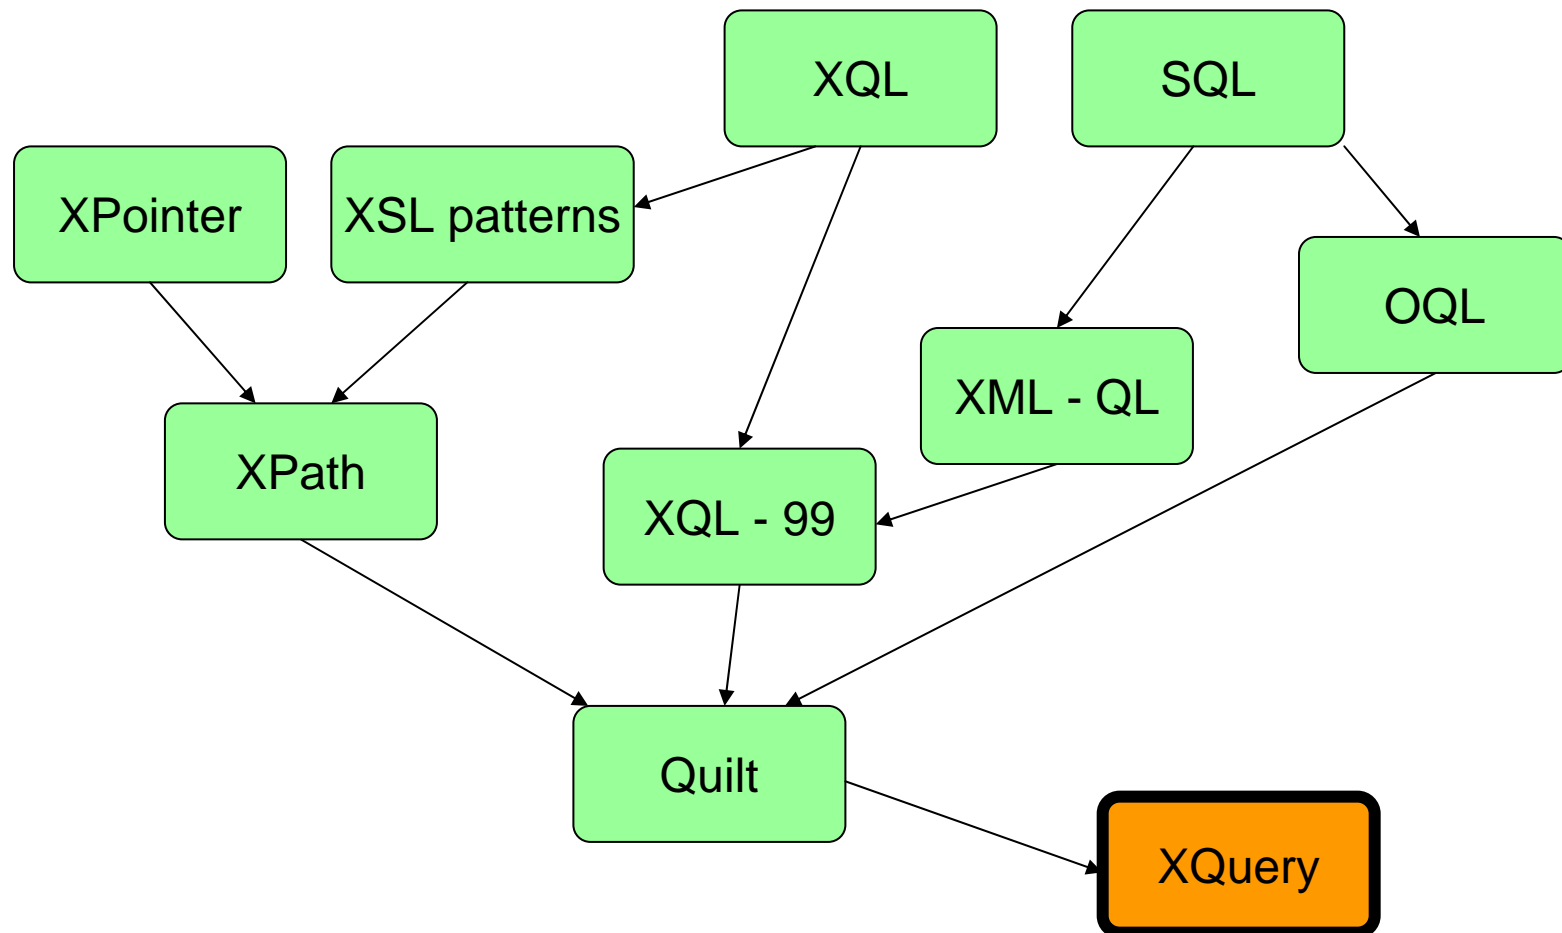 XQL
SQL
XPointer
XSL patterns
OQL
XML - QL
XPath
XQL - 99
Quilt
XQuery